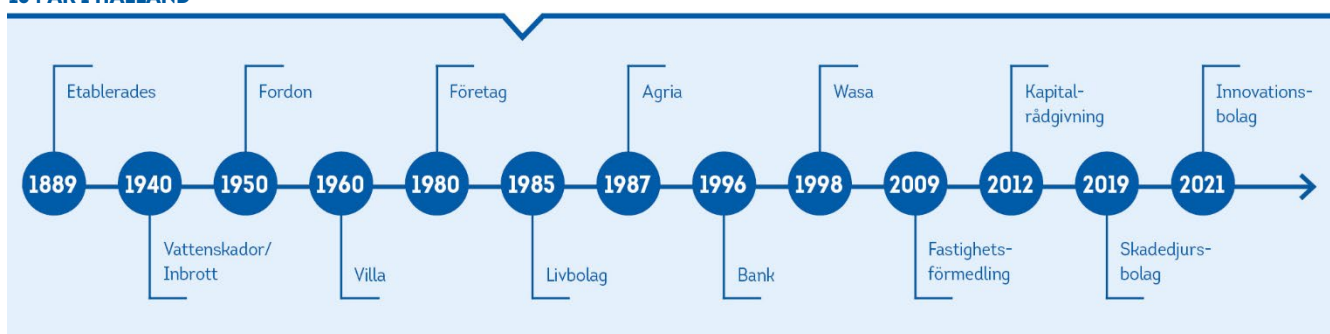 I HALLAND
Etablerades
Fordon
Företag
Agria
Wasa
Kapital-
rådgivning
Innovations-
bolag
1889
1940
1950
1960
1980
1985
1987
1996
1998
2009
2012
2019
2021
Vattenskador/
Inbrott
Villa
Livbolag
Bank
Fastighets-
förmedling
Skadedjurs-
bolag